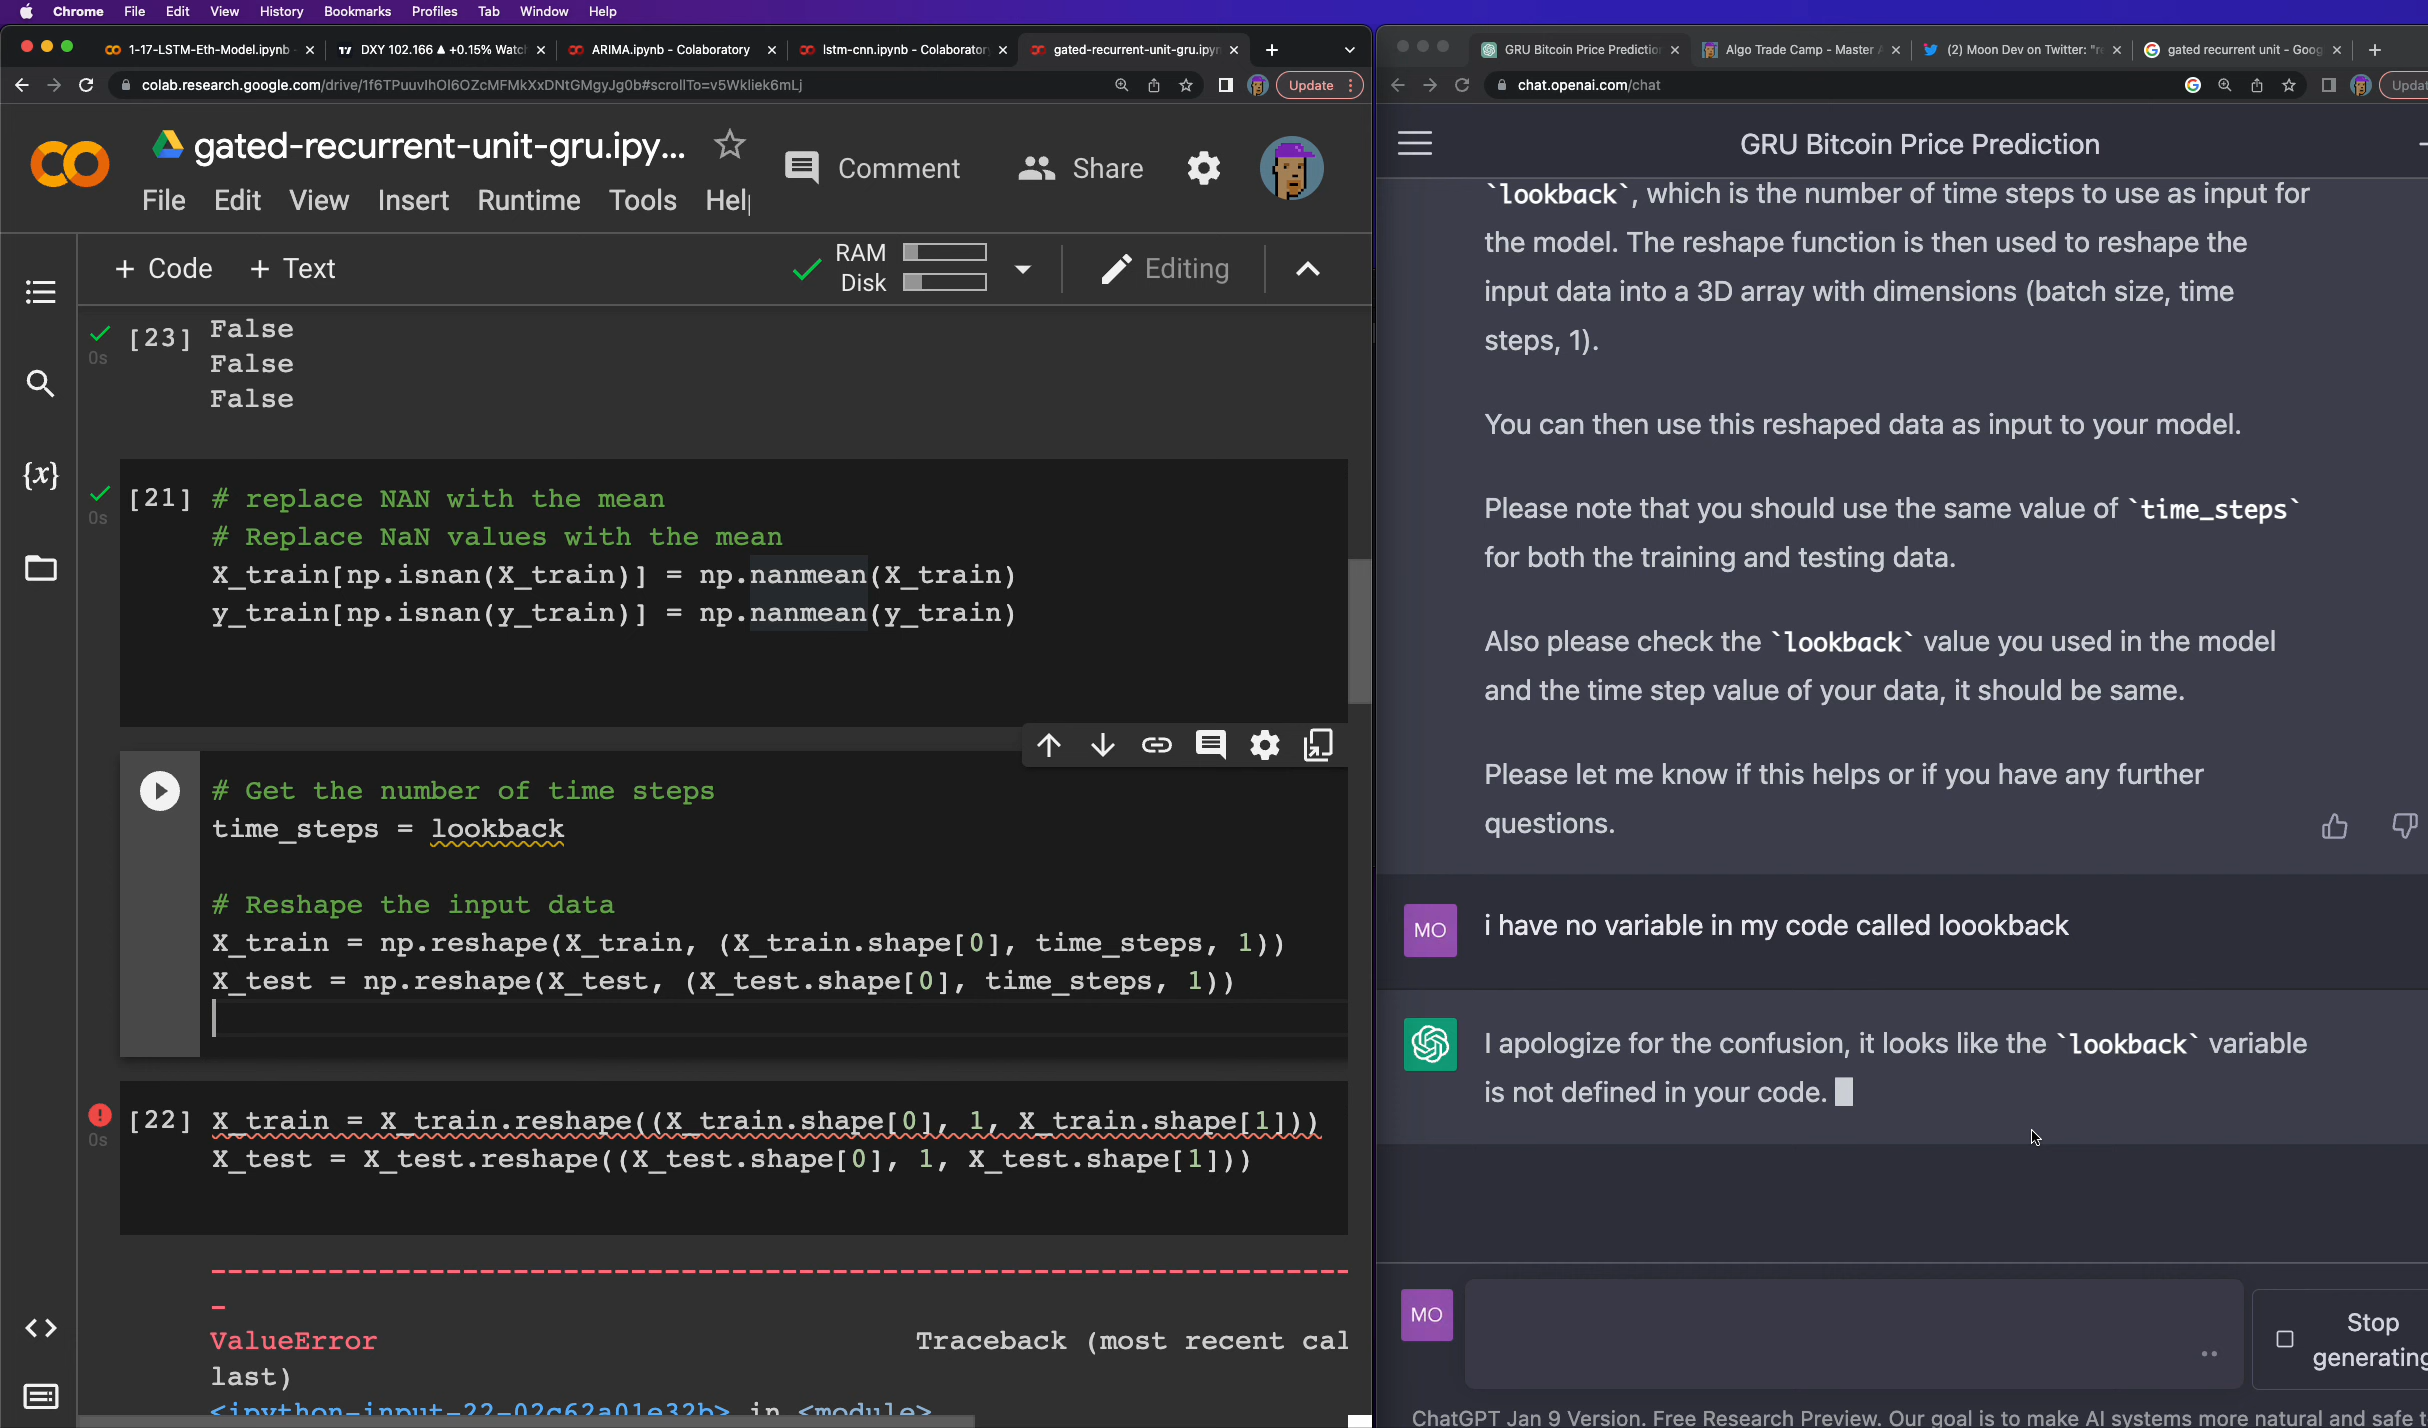 Chrome File Edit View History Bookmarks Profiles Tab Window Help
1-17-LSTM-Eth-Model.ipynb
DXY 102.166 ▲ +0.15% Watc
ARIMA.ipynb - Colaboratory
lstm-cnn.ipynb - Colaborator
gated-recurrent-unit-gru.ipyn
colab.research.google.com/drive/1f6TPuuvIhOl6OZcMFMkXxDNtGMgyJg0b#scrollTo=v5Wkliek6mLj
Update
gated-recurrent-unit-gru.ipy...
Comment
Share
File Edit View Insert Runtime Tools Hel
+ Code + Text
RAM
Disk
Editing
[23] False
0s
False
False
[21] # replace NAN with the mean
0s
# Replace NaN values with the mean
X_train[np.isnan(X_train)] = np.nanmean(X_train)
y_train[np.isnan(y_train)] = np.nanmean(y_train)
# Get the number of time steps
time_steps = lookback
# Reshape the input data
X_train = np.reshape(X_train, (X_train.shape[0], time_steps, 1))
X_test = np.reshape(X_test, (X_test.shape[0], time_steps, 1))
[22] X_train = X_train.reshape((X_train.shape[0], 1, X_train.shape[1]))
0s
X_test = X_test.reshape((X_test.shape[0], 1, X_test.shape[1]))
--------------------------------------------------------------------
-
ValueError Traceback (most recent cal
last)
<ipython-input-22-02c62a01e32b> in <module>
GRU Bitcoin Price Prediction
Algo Trade Camp - Master A
(2) Moon Dev on Twitter: "re
gated recurrent unit - Goog
chat.openai.com/chat
Updat
GRU Bitcoin Price Prediction
`lookback`, which is the number of time steps to use as input for
the model. The reshape function is then used to reshape the
input data into a 3D array with dimensions (batch size, time
steps, 1).
You can then use this reshaped data as input to your model.
Please note that you should use the same value of `time_steps`
for both the training and testing data.
Also please check the `lookback` value you used in the model
and the time step value of your data, it should be same.
Please let me know if this helps or if you have any further
questions.
MO
i have no variable in my code called loookback
I apologize for the confusion, it looks like the `lookback` variable
is not defined in your code.
MO
Stop
generating
ChatGPT Jan 9 Version. Free Research Preview. Our goal is to make AI systems more natural and safe t